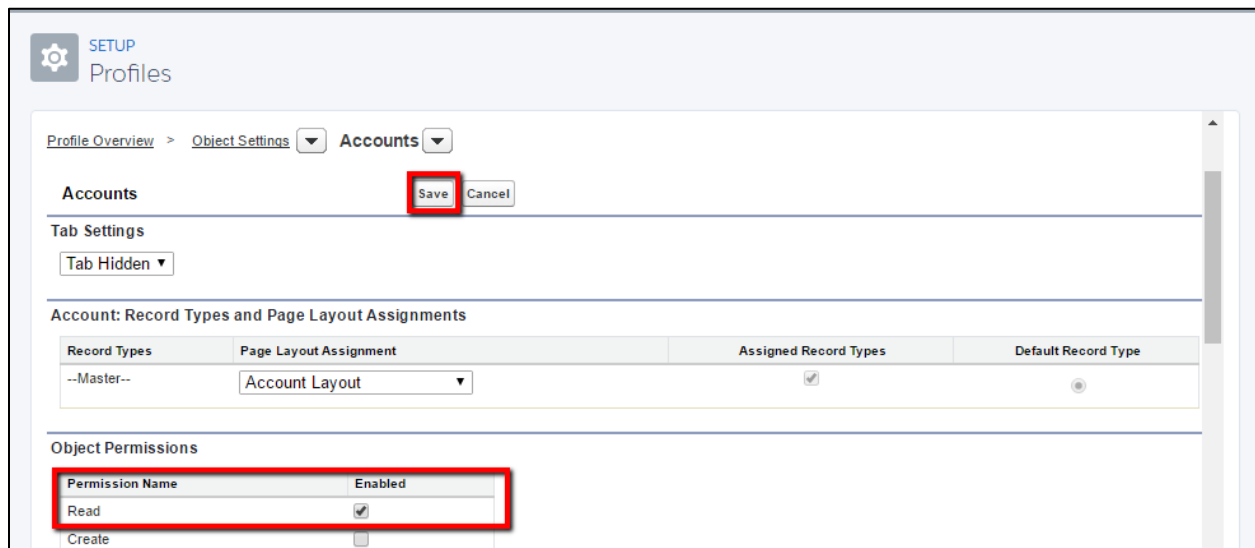 SETUP
Profiles
Profile Overview > Object Settings Accounts
Accounts Save Cancel
Tab Settings
Tab Hidden
Account: Record Types and Page Layout Assignments
Record Types Page Layout Assignment Assigned Record Types Default Record Type
--Master-- Account Layout
Object Permissions
Permission Name Enabled
Read
Create